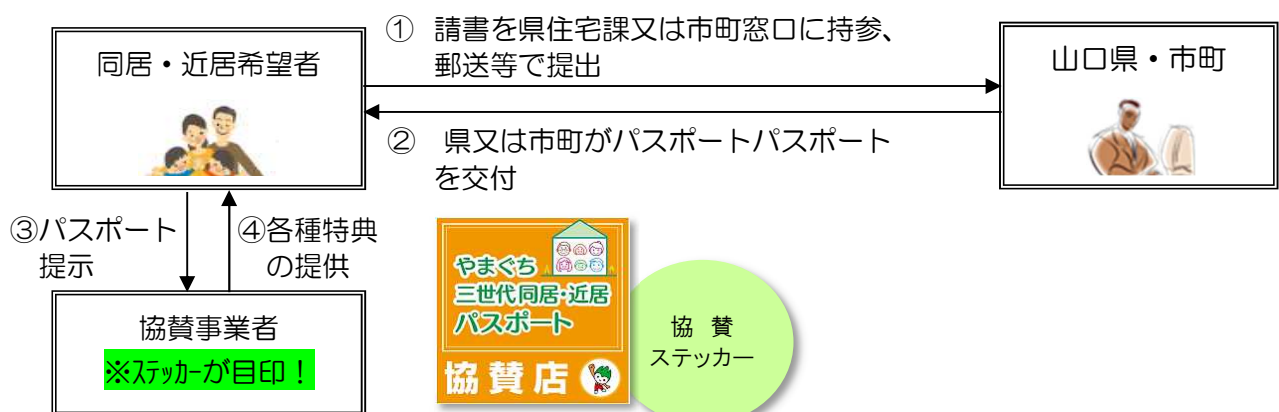 同居・近居希望者
① 請書を県住宅課又は市町窓口に持参、
郵送等で提出
山口県・市町
② 県又は市町がパスポートパスポート
を交付
③パスポート
提示
④各種特典
の提供
協賛事業者
※ステッカーが目印！
やまぐち
三世代同居・近居
パスポート
協賛店
協 賛
ステッカー